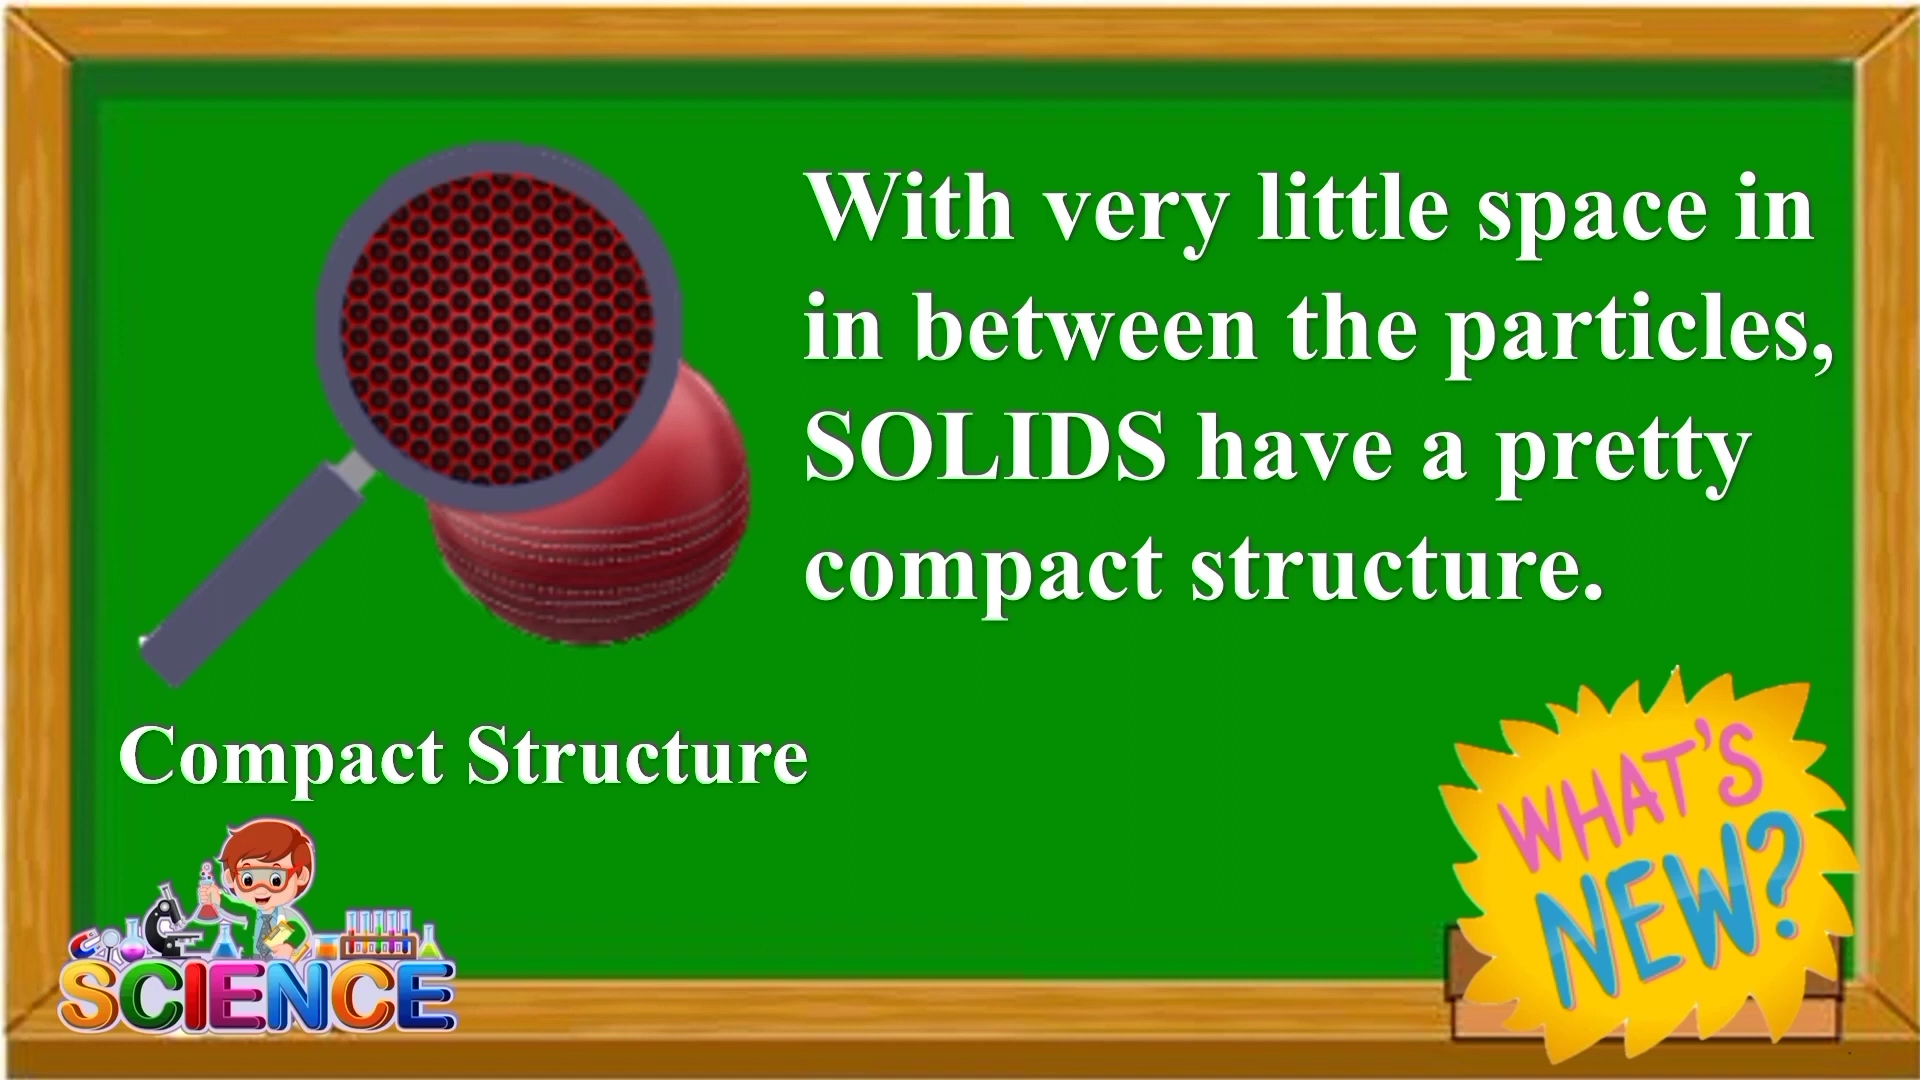 With very little space in
in between the particles,
SOLIDS have a pretty
compact structure.
Compact Structure
SCIENCE
WHAT'S
NEW?